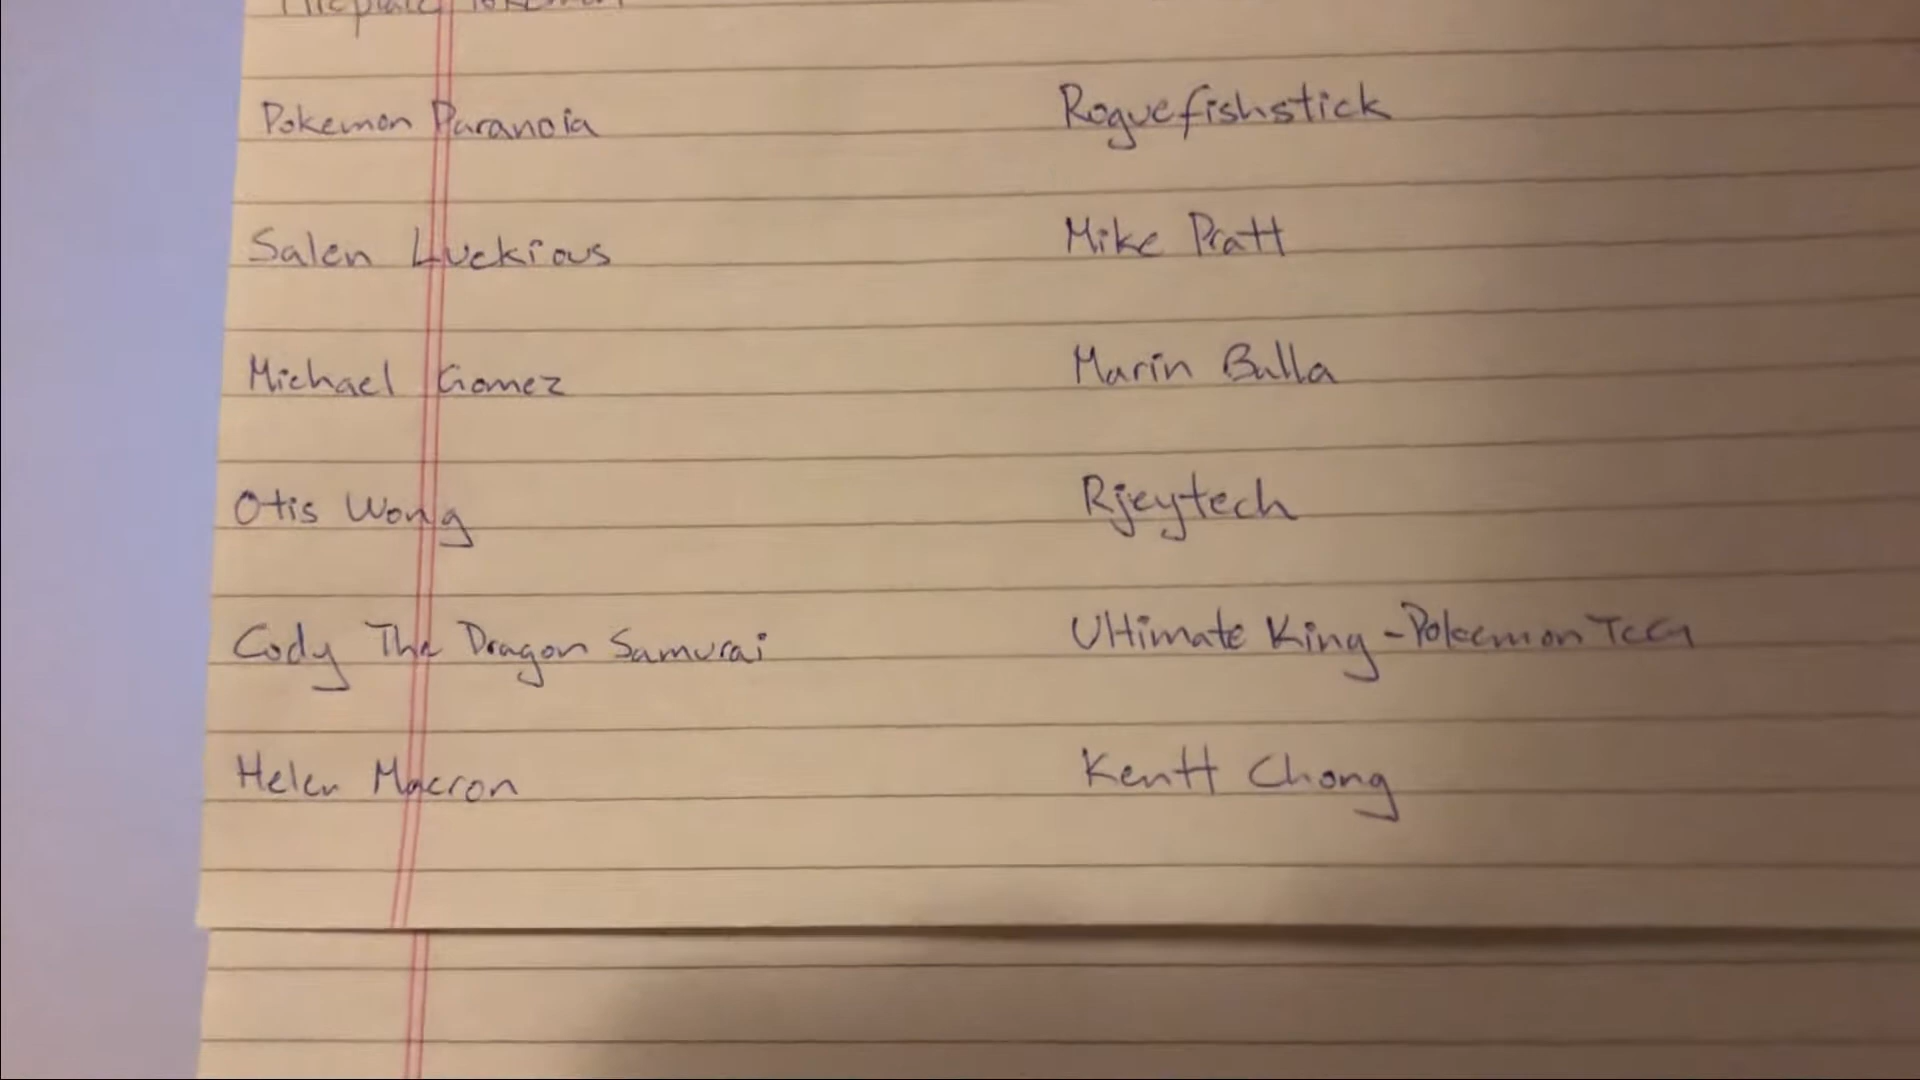 Pokemon
Pokemon Paranoia
Roguefishstick
Salen Luckious
Mike Pratt
Michael Gomez
Marin Bulla
Otis Wong
Rjeytech
Cody The Dragon Samurai
Ultimate King - Pokemon TCG
Helen Macron
Kentt Chong